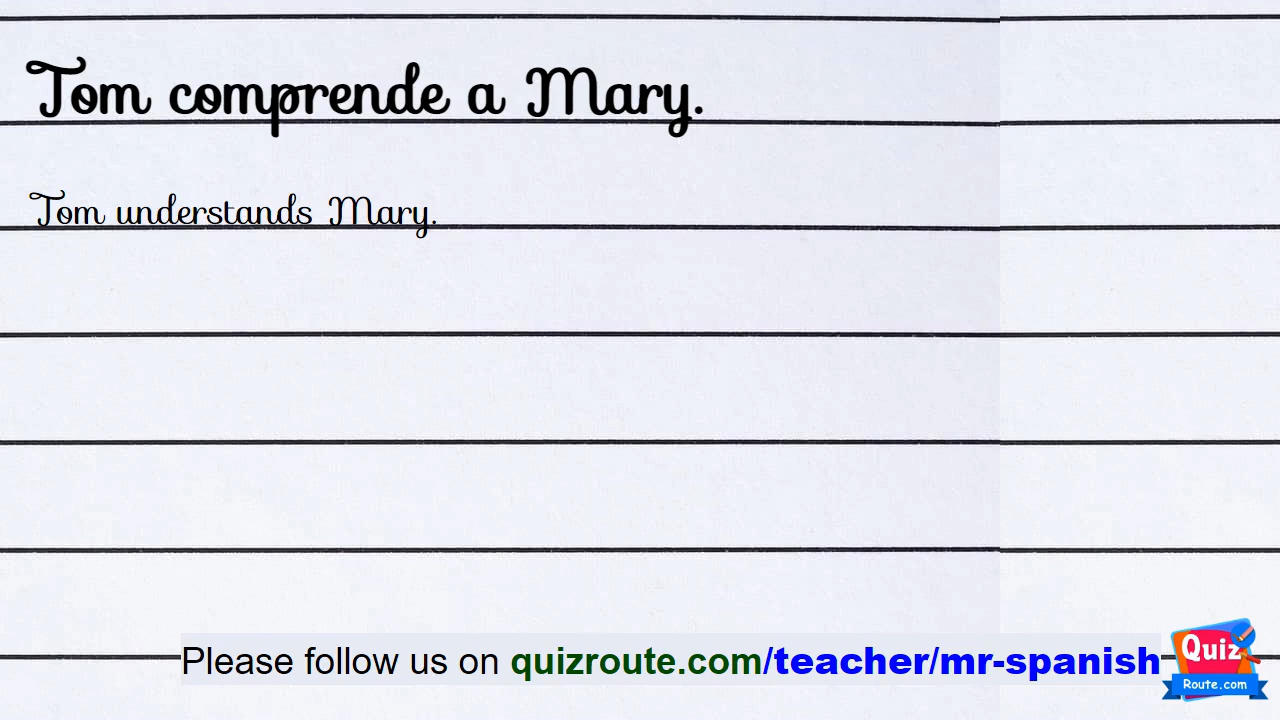 Tom comprende a Mary.
Tom understands Mary.
Please follow us on quizroute.com/teacher/mr-spanish
Quiz
Route.com